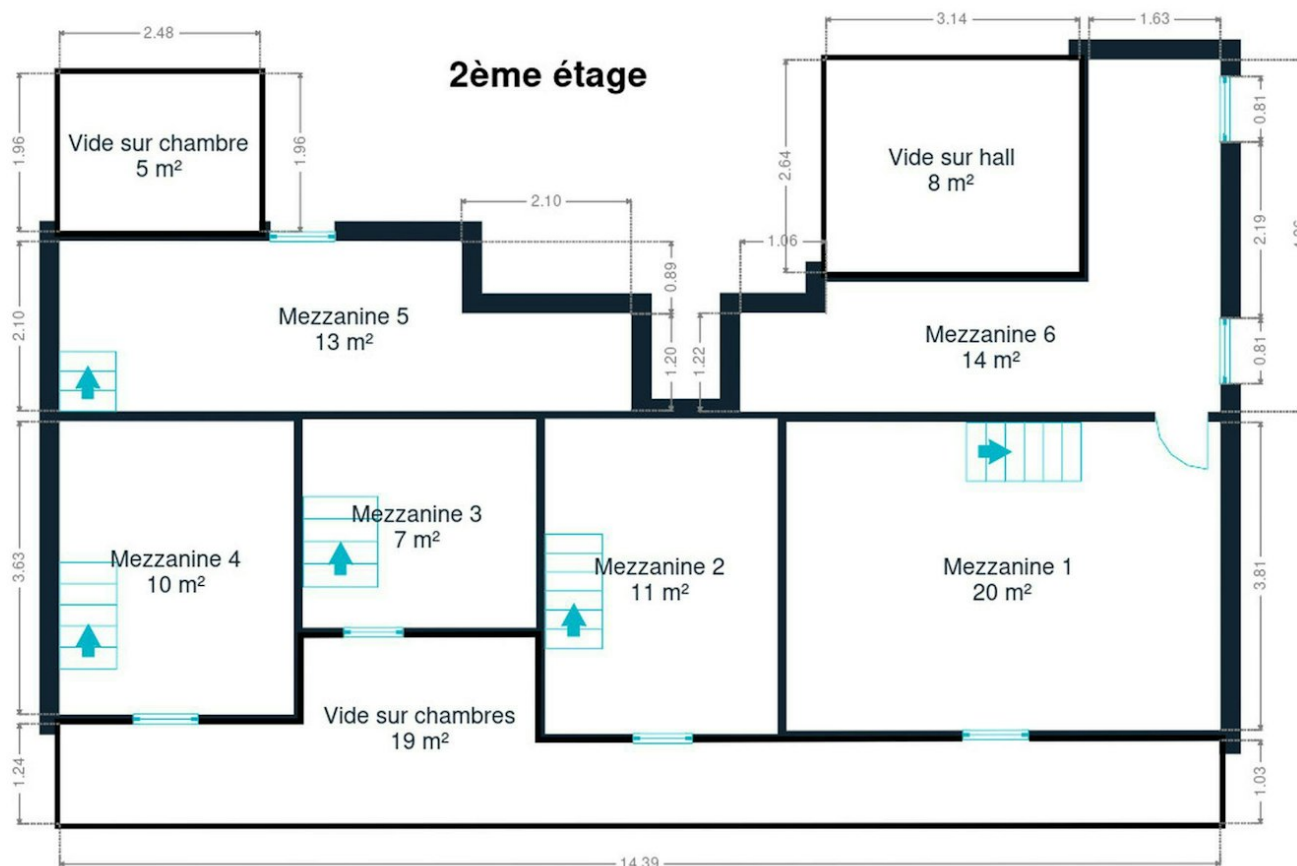 2.48
3.14
1.63
2ème étage
1.96
1.96
Vide sur chambre
5 m²
2.64
Vide sur hall
8 m²
0.81
2.10
2.19
1.06
0.89
2.10
Mezzanine 5
13 m²
Mezzanine 6
14 m²
1.20
1.22
0.81
Mezzanine 3
7 m²
3.63
Mezzanine 4
10 m²
Mezzanine 2
11 m²
Mezzanine 1
20 m²
3.81
Vide sur chambres
19 m²
1.24
1.03
14.39